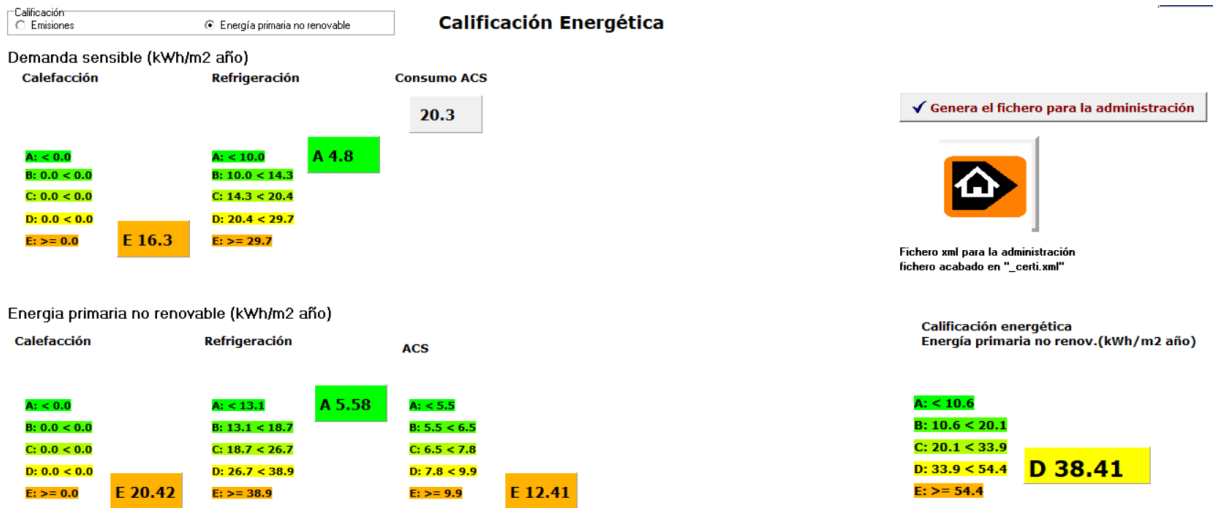 Calificación
Emisiones
Energía primaria no renovable
Calificación Energética
Demanda sensible (kWh/m2 año)
Calefacción
Refrigeración
Consumo ACS
20.3
A: < 0.0
B: 0.0 < 0.0
C: 0.0 < 0.0
D: 0.0 < 0.0
E: >= 0.0
E 16.3
A: < 10.0
B: 10.0 < 14.3
C: 14.3 < 20.4
D: 20.4 < 29.7
E: >= 29.7
A 4.8
Genera el fichero para la administración
Fichero xml para la administración
fichero acabado en "_certi.xml"
Energia primaria no renovable (kWh/m2 año)
Calefacción
Refrigeración
ACS
A: < 0.0
B: 0.0 < 0.0
C: 0.0 < 0.0
D: 0.0 < 0.0
E: >= 0.0
E 20.42
A: < 13.1
B: 13.1 < 18.7
C: 18.7 < 26.7
D: 26.7 < 38.9
E: >= 38.9
A 5.58
A: < 5.5
B: 5.5 < 6.5
C: 6.5 < 7.8
D: 7.8 < 9.9
E: >= 9.9
E 12.41
Calificación energética
Energía primaria no renov.(kWh/m2 año)
A: < 10.6
B: 10.6 < 20.1
C: 20.1 < 33.9
D: 33.9 < 54.4
E: >= 54.4
D 38.41